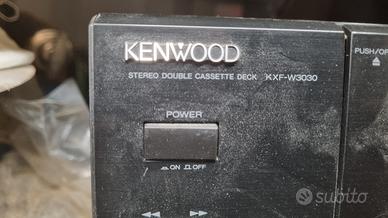 KENWOOD
STEREO DOUBLE CASSETTE DECK KXF-W3030
PUSH/OP
POWER
ON OFF
subito